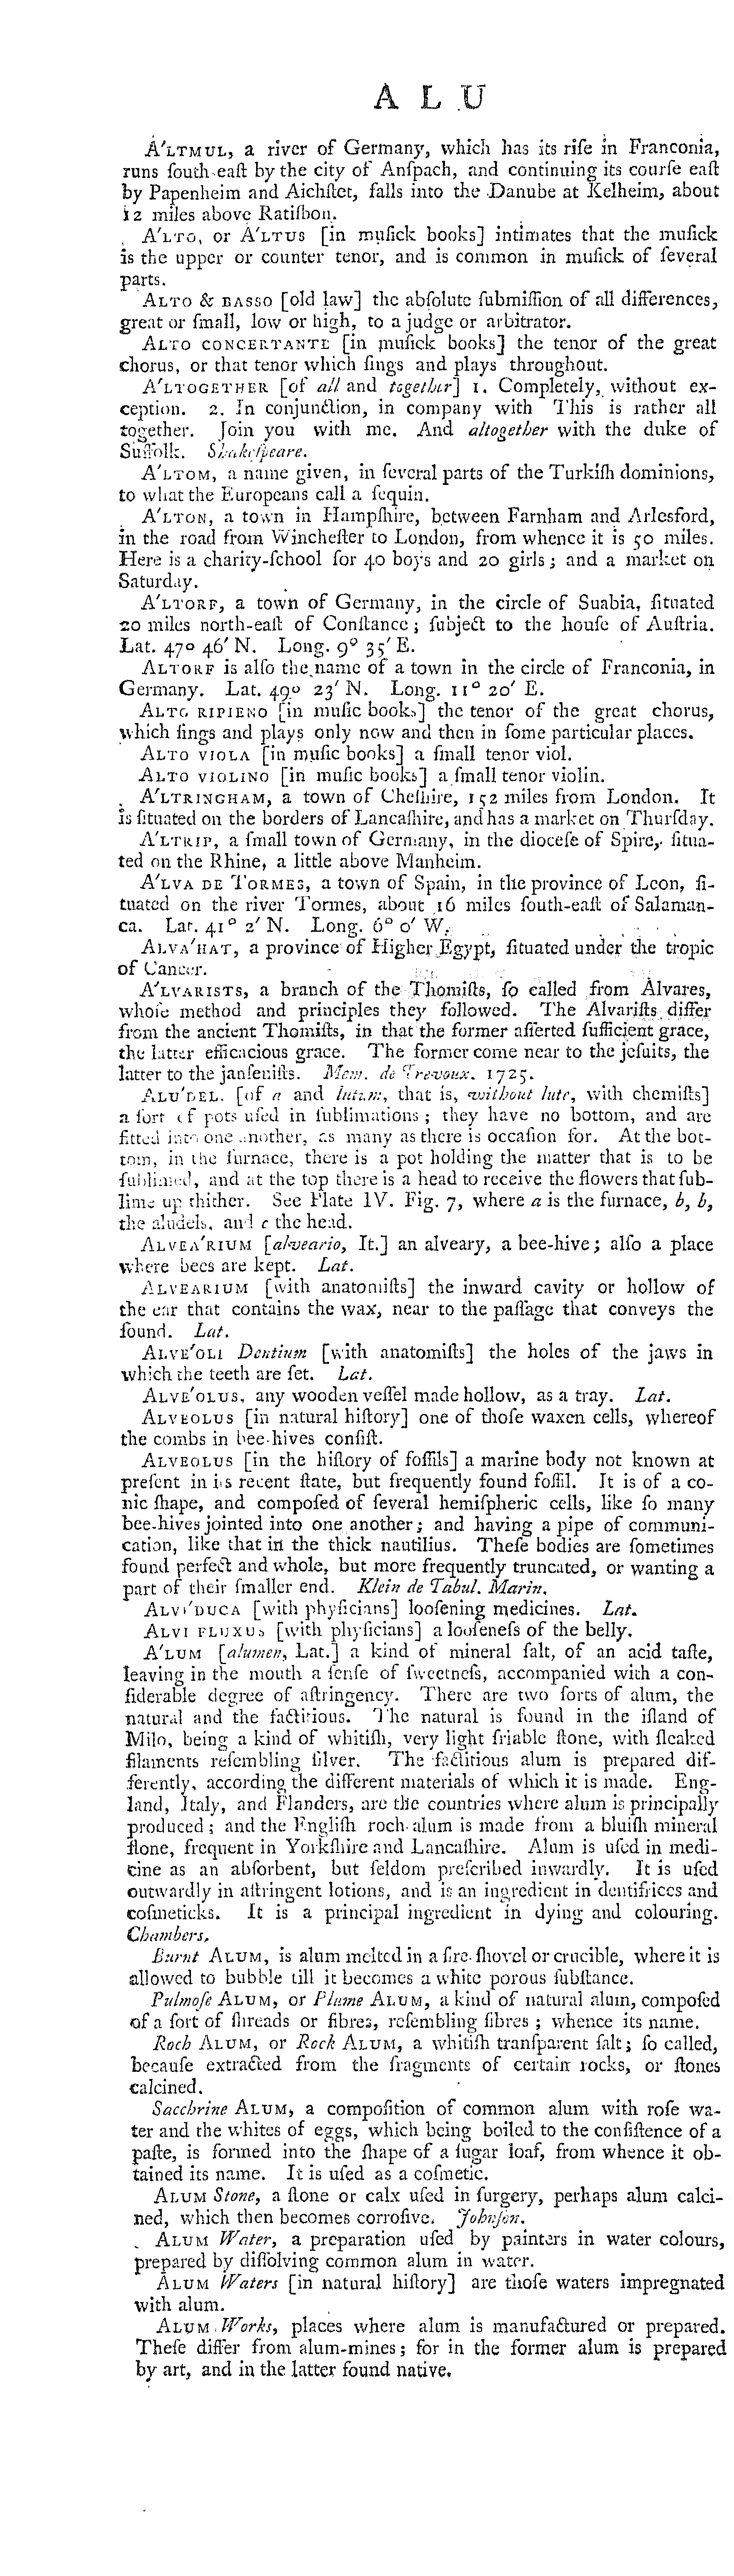 A L U
A′LTMUL, a river of Germany, which has its riſe in Franconia,
runs ſouth-eaſt by the city of Anſpach, and continuing its courſe eaſt
by Papenheim and Aichſtet, falls into the Danube at Kelheim, about
12 miles above Ratiſbon.
A′LTO, or A′LTUS [in muſick books] intimates that the muſick
is the upper or counter tenor, and is common in muſick of ſeveral
parts.
ALTO & BASSO [old law] the abſolute ſubmiſſion of all differences,
great or ſmall, low or high, to a judge or arbitrator.
ALTO CONCERTANTE [in muſick books] the tenor of the great
chorus, or that tenor which ſings and plays throughout.
A′LTOGETHER [of all and together] 1. Completely, without ex-
ception. 2. In conjunction, in company with This is rather all
together. Join you with me. And altogether with the duke of
Suffolk. Shakeſpeare.
A′LTOM, a name given, in ſeveral parts of the Turkiſh dominions,
to what the Europeans call a ſequin.
A′LTON, a town in Hampſhire, between Farnham and Arlesford,
in the road from Wincheſter to London, from whence it is 50 miles.
Here is a charity-ſchool for 40 boys and 20 girls; and a market on
Saturday.
A′LTORF, a town of Germany, in the circle of Suabia, ſituated
20 miles north-eaſt of Conſtance; ſubject to the houſe of Auſtria.
Lat. 47° 46′ N. Long. 9° 35′ E.
ALTORF is alſo the name of a town in the circle of Franconia, in
Germany. Lat. 49° 23′ N. Long. 11° 20′ E.
ALTO RIPIENO [in muſic books] the tenor of the great chorus,
which ſings and plays only now and then in ſome particular places.
ALTO VIOLA [in muſic books] a ſmall tenor viol.
ALTO VIOLINO [in muſic books] a ſmall tenor violin.
A′LTRINGHAM, a town of Cheſhire, 152 miles from London. It
is ſituated on the borders of Lancaſhire, and has a market on Thurſday.
A′LTRIP, a ſmall town of Germany, in the dioceſe of Spire, ſitua-
ted on the Rhine, a little above Manheim.
A′LVA DE TORMES, a town of Spain, in the province of Leon, ſi-
tuated on the river Tormes, about 16 miles ſouth-eaſt of Salaman-
ca. Lat. 41° 2′ N. Long. 6° 0′ W.
ALVA′HAT, a province of Higher Egypt, ſituated under the tropic
of Cancer.
A′LVARISTS, a branch of the Thomiſts, ſo called from Alvares,
whoſe method and principles they followed. The Alvariſts differ
from the ancient Thomiſts, in that the former aſſerted ſufficient grace,
the latter efficacious grace. The former come near to the jeſuits, the
latter to the janſeniſts. Mem. de Trevoux. 1725.
ALU′DEL. [of a and lutum, that is, without lute, with chemiſts]
a ſort of pots uſed in ſublimations; they have no bottom, and are
fitted into one another, as many as there is occaſion for. At the bot-
tom, in the furnace, there is a pot holding the matter that is to be
ſublimed, and at the top there is a head to receive the flowers that ſub-
lime up thither. See Plate IV. Fig. 7, where a is the furnace, b, b,
the aludels, and c the head.
ALVEA′RIUM [alveario, It.] an alveary, a bee-hive; alſo a place
where bees are kept. Lat.
ALVEARIUM [with anatomiſts] the inward cavity or hollow of
the ear that contains the wax, near to the paſſage that conveys the
ſound. Lat.
ALVE′OLI Dentium [with anatomiſts] the holes of the jaws in
which the teeth are ſet. Lat.
ALVE′OLUS, any wooden veſſel made hollow, as a tray. Lat.
ALVEOLUS [in natural hiſtory] one of thoſe waxen cells, whereof
the combs in bee-hives conſiſt.
ALVEOLUS [in the hiſtory of foſſils] a marine body not known at
preſent in its recent ſtate, but frequently found foſſil. It is of a co-
nic ſhape, and compoſed of ſeveral hemiſpheric cells, like ſo many
bee-hives jointed into one another; and having a pipe of communi-
cation, like that in the thick nautilius. Theſe bodies are ſometimes
found perfect and whole, but more frequently truncated, or wanting a
part of their ſmaller end. Klein de Tabul. Marin.
ALVI′DUCA [with phyſicians] looſening medicines. Lat.
ALVI FLUXUS [with phyſicians] a looſeneſs of the belly.
A′LUM [alumen, Lat.] a kind of mineral ſalt, of an acid taſte,
leaving in the mouth a ſenſe of ſweetneſs, accompanied with a con-
ſiderable degree of aſtringency. There are two ſorts of alum, the
natural and the factitious. The natural is found in the iſland of
Milo, being a kind of whitiſh, very light friable ſtone, with ſleaked
filaments reſembling ſilver. The factitious alum is prepared dif-
ferently, according the different materials of which it is made. Eng-
land, Italy, and Flanders, are the countries where alum is principally
produced; and the Engliſh roch-alum is made from a bluiſh mineral
ſtone, frequent in Yorkſhire and Lancaſhire. Alum is uſed in medi-
cine as an abſorbent, but ſeldom preſcribed inwardly. It is uſed
outwardly in aſtringent lotions, and is an ingredient in dentifrices and
coſmeticks. It is a principal ingredient in dying and colouring.
Chambers.
Burnt ALUM, is alum melted in a fire-ſhovel or crucible, where it is
allowed to bubble till it becomes a white porous ſubſtance.
Pulmoſe ALUM, or Plume ALUM, a kind of natural alum, compoſed
of a ſort of threads or fibres, reſembling fibres; whence its name.
Roch ALUM, or Rock ALUM, a whitiſh tranſparent ſalt; ſo called,
becauſe extracted from the fragments of certain rocks, or ſtones
calcined.
Sacchrine ALUM, a compoſition of common alum with roſe wa-
ter and the whites of eggs, which being boiled to the conſiſtence of a
paſte, is formed into the ſhape of a ſugar loaf, from whence it ob-
tained its name. It is uſed as a coſmetic.
ALUM Stone, a ſtone or calx uſed in ſurgery, perhaps alum calci-
ned, which then becomes corroſive. Johnſon.
ALUM Water, a preparation uſed by painters in water colours,
prepared by diſſolving common alum in water.
ALUM Waters [in natural hiſtory] are thoſe waters impregnated
with alum.
ALUM Works, places where alum is manufactured or prepared.
Theſe differ from alum-mines; for in the former alum is prepared
by art, and in the latter found native.